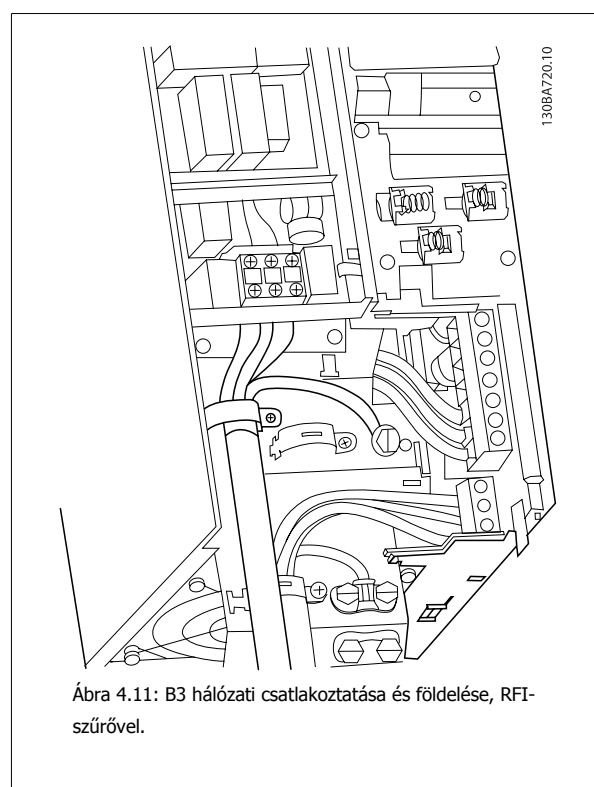 130BA720.10
Ábra 4.11: B3 hálózati csatlakoztatása és földelése, RFI-
szűrővel.